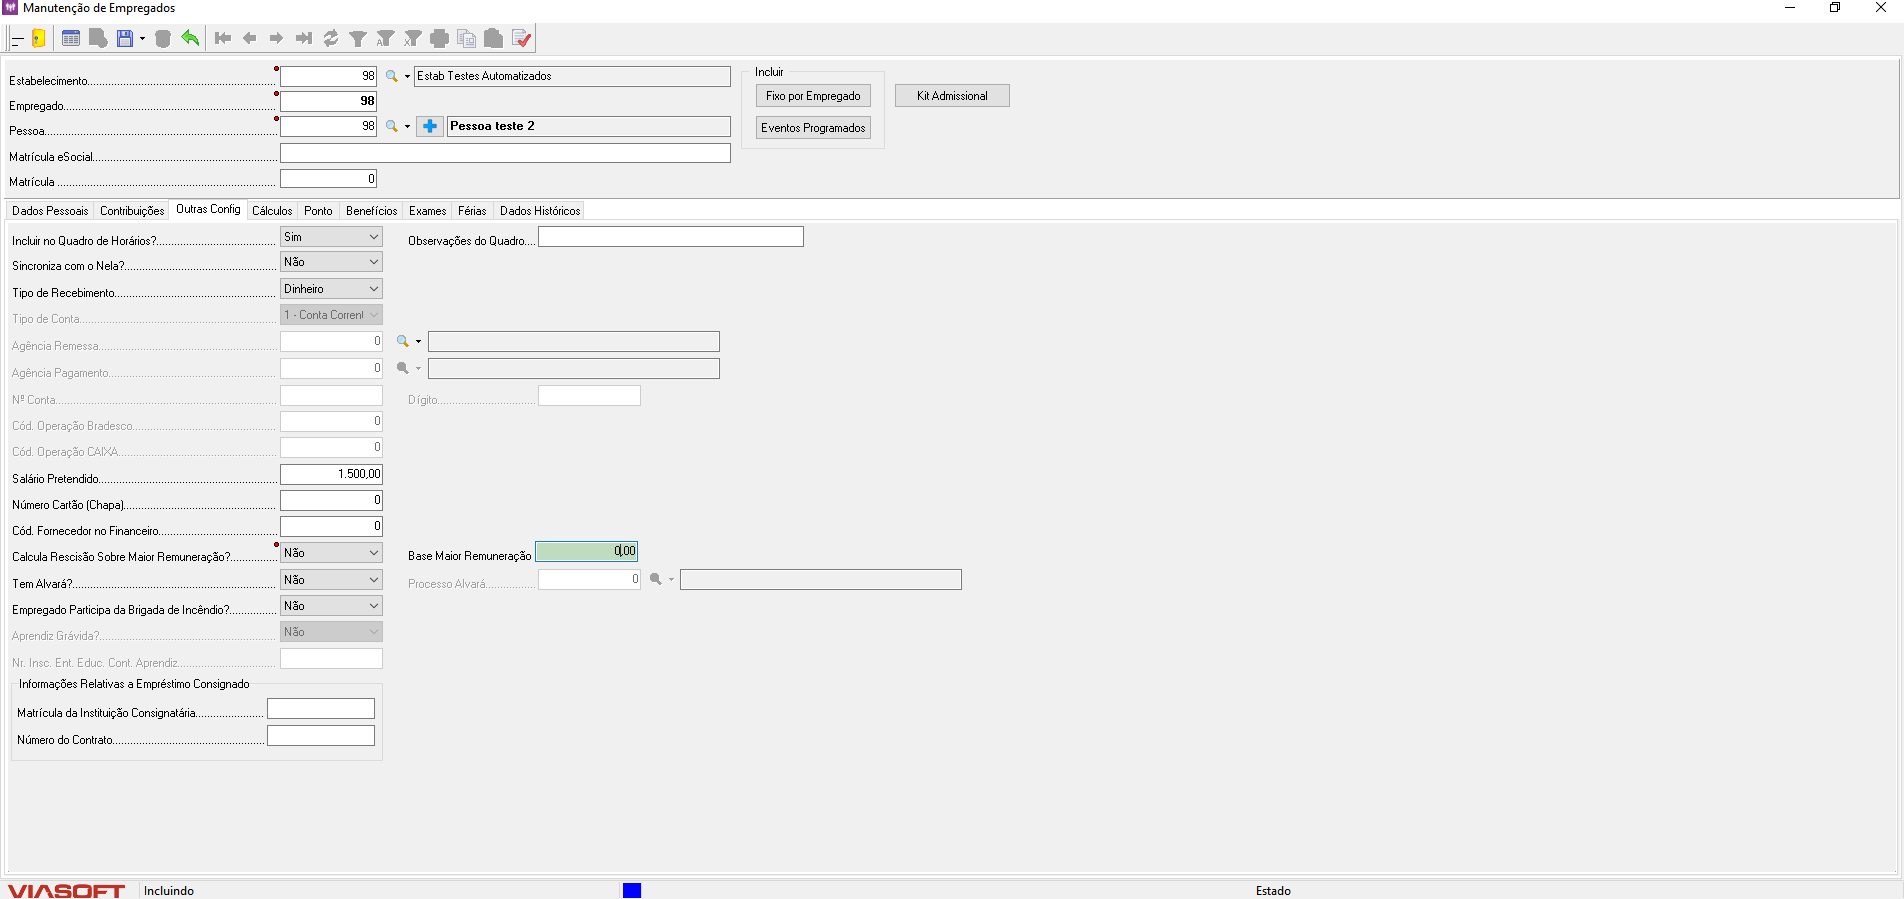 Manutenção de Empregados
Estabelecimento 98 Estab Testes Automatizados
Empregado 98
Pessoa 98 Pessoa teste 2
Matrícula eSocial
Matrícula 0
Incluir
Fixo por Empregado
Eventos Programados
Kit Admissional
Dados Pessoais Contribuições Outras Config Cálculos Ponto Benefícios Exames Férias Dados Históricos
Incluir no Quadro de Horários? Sim Observações do Quadro
Sincroniza com o Nela? Não
Tipo de Recebimento Dinheiro
Tipo de Conta 1 - Conta Corrent
Agência Remessa 0
Agência Pagamento 0
Nº Conta Dígito
Cód. Operação Bradesco 0
Cód. Operação CAIXA 0
Salário Pretendido 1.500,00
Número Cartão (Chapa) 0
Cód. Fornecedor no Financeiro 0
Calcula Rescisão Sobre Maior Remuneração? Não Base Maior Remuneração 0,00
Tem Alvará? Não Processo Alvará 0
Empregado Participa da Brigada de Incêndio? Não
Aprendiz Grávida? Não
Nr. Insc. Ent. Educ. Cont. Aprendiz
Informações Relativas a Empréstimo Consignado
Matrícula da Instituição Consignatária
Número do Contrato
VIASOFT Incluindo Estado